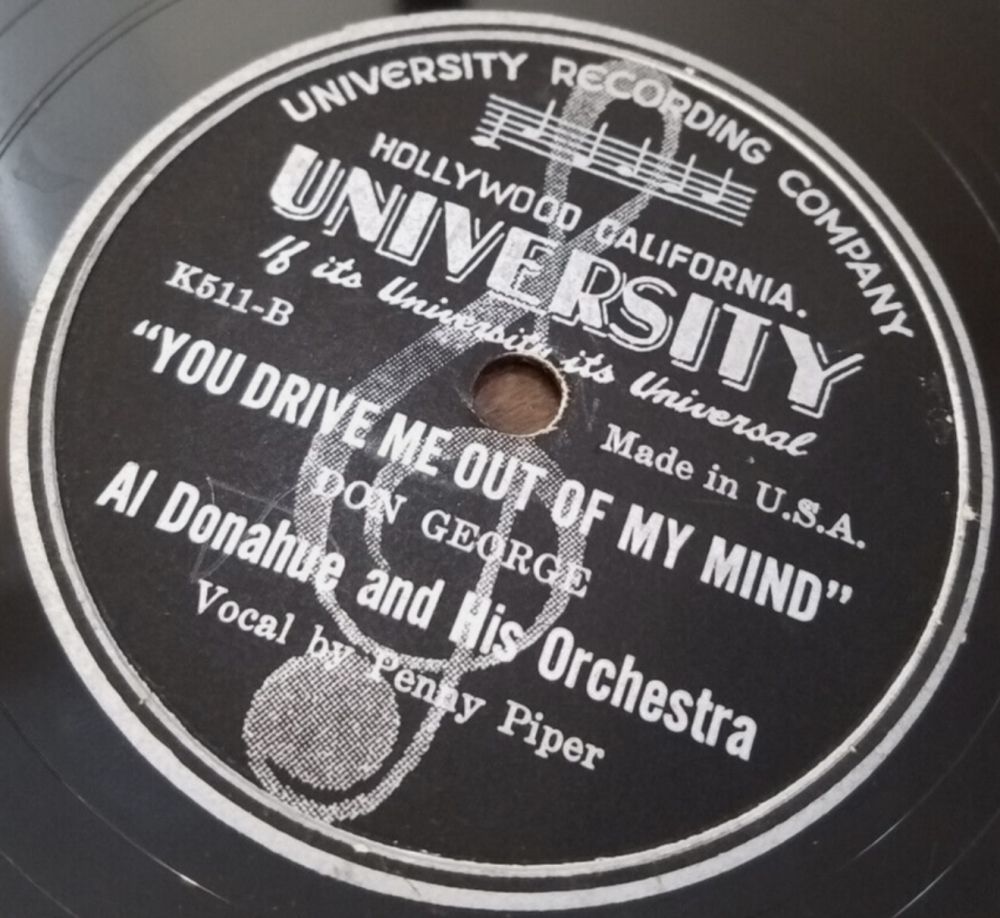 UNIVERSITY RECORDING COMPANY
HOLLYWOOD CALIFORNIA.
UNIVERSITY
If its University its Universal
K511-B
Made in U.S.A.
"YOU DRIVE ME OUT OF MY MIND"
DON GEORGE
Al Donahue and His Orchestra
Vocal by Penny Piper